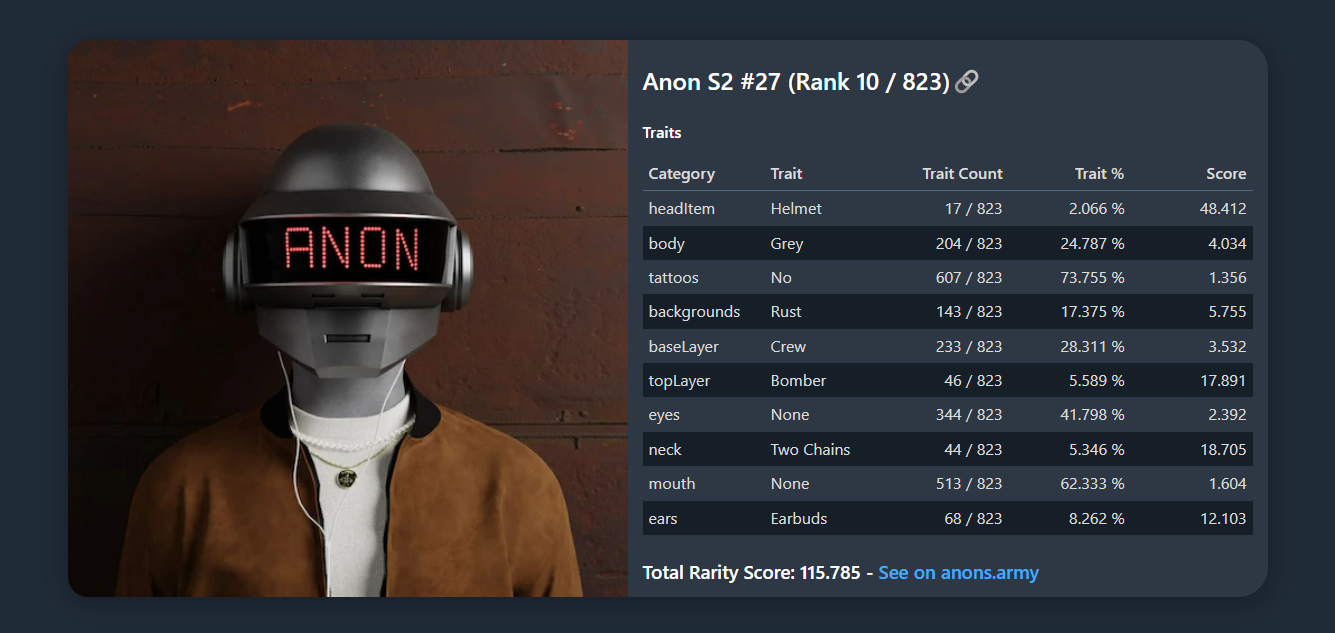 ANON
Anon S2 #27 (Rank 10 / 823)
Traits
Category Trait Trait Count Trait % Score
headItem Helmet 17 / 823 2.066 % 48.412
body Grey 204 / 823 24.787 % 4.034
tattoos No 607 / 823 73.755 % 1.356
backgrounds Rust 143 / 823 17.375 % 5.755
baseLayer Crew 233 / 823 28.311 % 3.532
topLayer Bomber 46 / 823 5.589 % 17.891
eyes None 344 / 823 41.798 % 2.392
neck Two Chains 44 / 823 5.346 % 18.705
mouth None 513 / 823 62.333 % 1.604
ears Earbuds 68 / 823 8.262 % 12.103
Total Rarity Score: 115.785 - See on anons.army